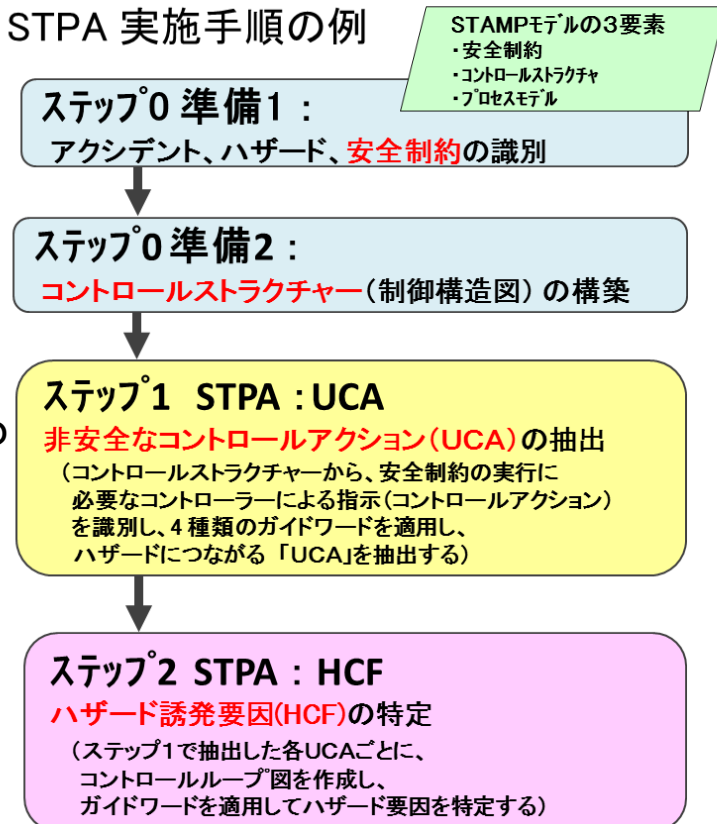 STPA 実施手順の例
STAMPﾓﾃﾞﾙの3要素
・安全制約
・ｺﾝﾄﾛｰﾙｽﾄﾗｸﾁｬ
・ﾌﾟﾛｾｽﾓﾃﾞﾙ
ステップ0 準備1：
アクシデント、ハザード、安全制約の識別
ステップ0 準備2：
コントロールストラクチャー（制御構造図）の構築
ステップ1 STPA：UCA
非安全なコントロールアクション（UCA）の抽出
（コントロールストラクチャーから、安全制約の実行に
必要なコントローラーによる指示（コントロールアクション）
を識別し、4種類のガイドワードを適用し、
ハザードにつながる「UCA」を抽出する）
ステップ2 STPA：HCF
ハザード誘発要因(HCF)の特定
（ステップ1で抽出した各UCAごとに、
コントロールループ図を作成し、
ガイドワードを適用してハザード要因を特定する）